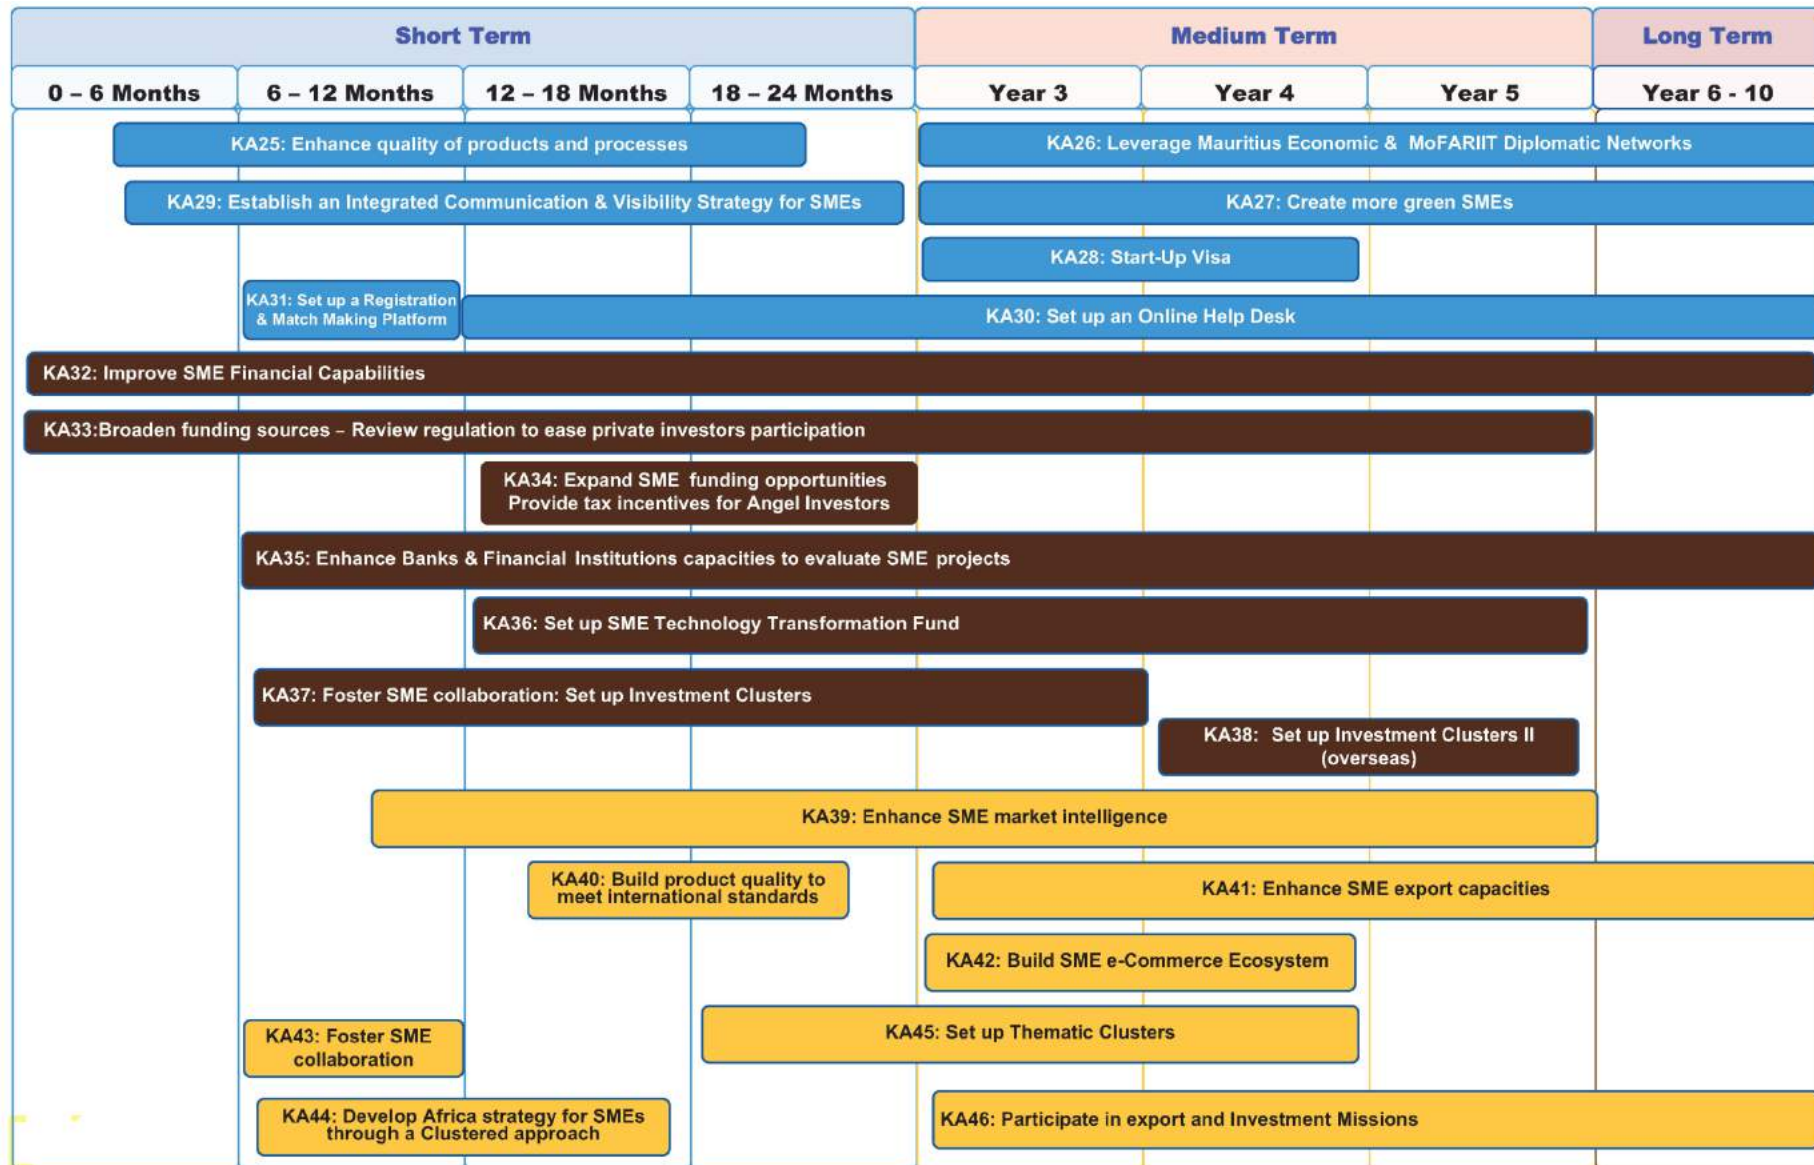 Short Term
Medium Term
Long Term
0 – 6 Months
6 – 12 Months
12 – 18 Months
18 – 24 Months
Year 3
Year 4
Year 5
Year 6 - 10
KA25: Enhance quality of products and processes
KA26: Leverage Mauritius Economic & MoFARIIT Diplomatic Networks
KA29: Establish an Integrated Communication & Visibility Strategy for SMEs
KA27: Create more green SMEs
KA28: Start-Up Visa
KA31: Set up a Registration
& Match Making Platform
KA30: Set up an Online Help Desk
KA32: Improve SME Financial Capabilities
KA33:Broaden funding sources – Review regulation to ease private investors participation
KA34: Expand SME funding opportunities
Provide tax incentives for Angel Investors
KA35: Enhance Banks & Financial Institutions capacities to evaluate SME projects
KA36: Set up SME Technology Transformation Fund
KA37: Foster SME collaboration: Set up Investment Clusters
KA38: Set up Investment Clusters II
(overseas)
KA39: Enhance SME market intelligence
KA40: Build product quality to
meet international standards
KA41: Enhance SME export capacities
KA42: Build SME e-Commerce Ecosystem
KA43: Foster SME
collaboration
KA45: Set up Thematic Clusters
KA44: Develop Africa strategy for SMEs
through a Clustered approach
KA46: Participate in export and Investment Missions